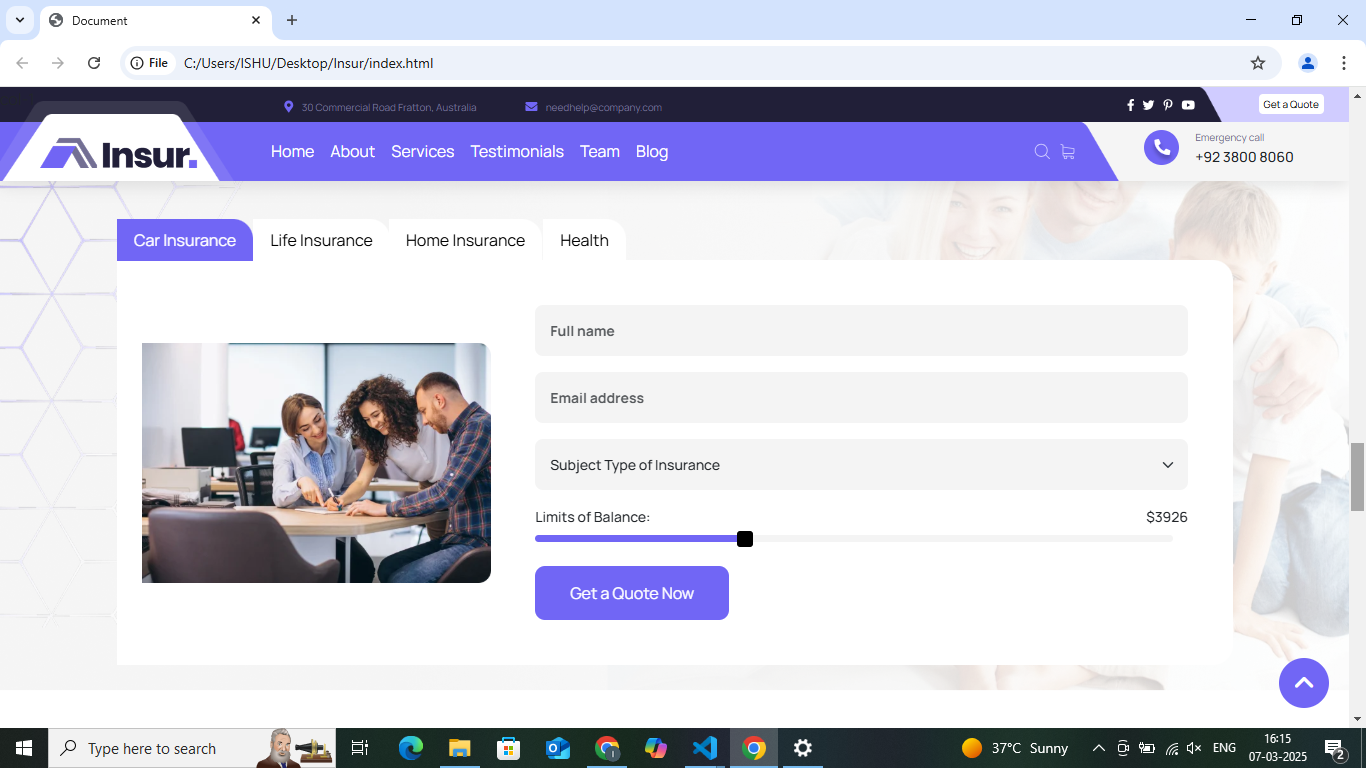 Document
File
C:/Users/ISHU/Desktop/Insur/index.html
30 Commercial Road Fratton, Australia
needhelp@company.com
Get a Quote
Insur.
Home
About
Services
Testimonials
Team
Blog
Emergency call
+92 3800 8060
Car Insurance
Life Insurance
Home Insurance
Health
Full name
Email address
Subject Type of Insurance
Limits of Balance:
$3926
Get a Quote Now
Type here to search
37°C Sunny
ENG
16:15
07-03-2025
2